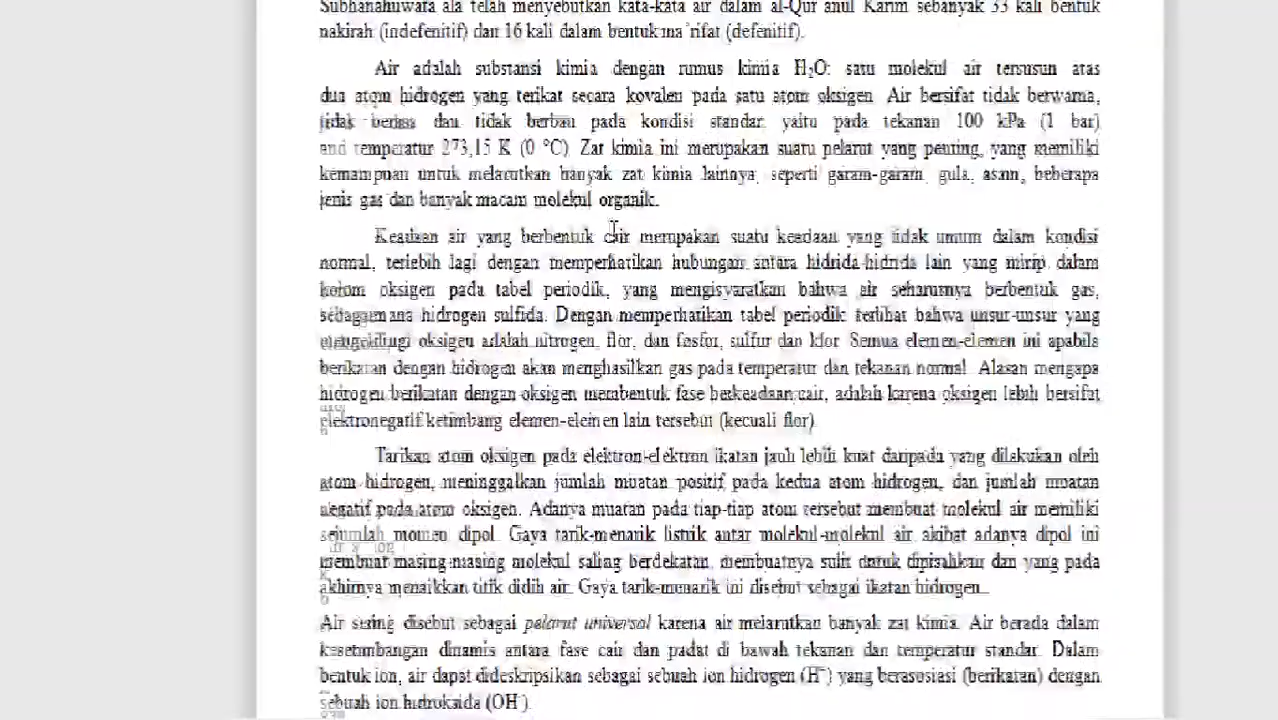 Subhanahuwata'ala telah menyebutkan kata-kata air dalam al-Qur'anul Karim sebanyak 33 kali bentuk
nakirah (indefenitif) dan 16 kali dalam bentuk ma'rifat (defenitif).
Air adalah substansi kimia dengan rumus kimia H₂O: satu molekul air tersusun atas
dua atom hidrogen yang terikat secara kovalen pada satu atom oksigen. Air bersifat tidak berwarna,
tidak berasa dan tidak berbau pada kondisi standar, yaitu pada tekanan 100 kPa (1 bar)
and temperatur 273,15 K (0 °C). Zat kimia ini merupakan suatu pelarut yang penting, yang memiliki
kemampuan untuk melarutkan banyak zat kimia lainnya, seperti garam-garam, gula, asam, beberapa
jenis gas dan banyak macam molekul organik.
Keadaan air yang berbentuk cair merupakan suatu keadaan yang tidak umum dalam kondisi
normal, terlebih lagi dengan memperhatikan hubungan antara hidrida-hidrida lain yang mirip dalam
kolom oksigen pada tabel periodik, yang mengisyaratkan bahwa air seharusnya berbentuk gas,
sebagaimana hidrogen sulfida. Dengan memperhatikan tabel periodik, terlihat bahwa unsur-unsur yang
mengelilingi oksigen adalah nitrogen, flor, dan fosfor, sulfur dan klor. Semua elemen-elemen ini apabila
berikatan dengan hidrogen akan menghasilkan gas pada temperatur dan tekanan normal. Alasan mengapa
hidrogen berikatan dengan oksigen membentuk fase berkeadaan cair, adalah karena oksigen lebih bersifat
elektronegatif ketimbang elemen-elemen lain tersebut (kecuali flor).
Tarikan atom oksigen pada elektron-elektron ikatan jauh lebih kuat daripada yang dilakukan oleh
atom hidrogen, meninggalkan jumlah muatan positif pada kedua atom hidrogen, dan jumlah muatan
negatif pada atom oksigen. Adanya muatan pada tiap-tiap atom tersebut membuat molekul air memiliki
sejumlah momen dipol. Gaya tarik-menarik listrik antar molekul-molekul air akibat adanya dipol ini
membuat masing-masing molekul saling berdekatan, membuatnya sulit untuk dipisahkan dan yang pada
akhirnya menaikkan titik didih air. Gaya tarik-menarik ini disebut sebagai ikatan hidrogen.
Air sering disebut sebagai pelarut universal karena air melarutkan banyak zat kimia. Air berada dalam
kesetimbangan dinamis antara fase cair dan padat di bawah tekanan dan temperatur standar. Dalam
bentuk ion, air dapat dideskripsikan sebagai sebuah ion hidrogen (H⁺) yang berasosiasi (berikatan) dengan
sebuah ion hidroksida (OH⁻).